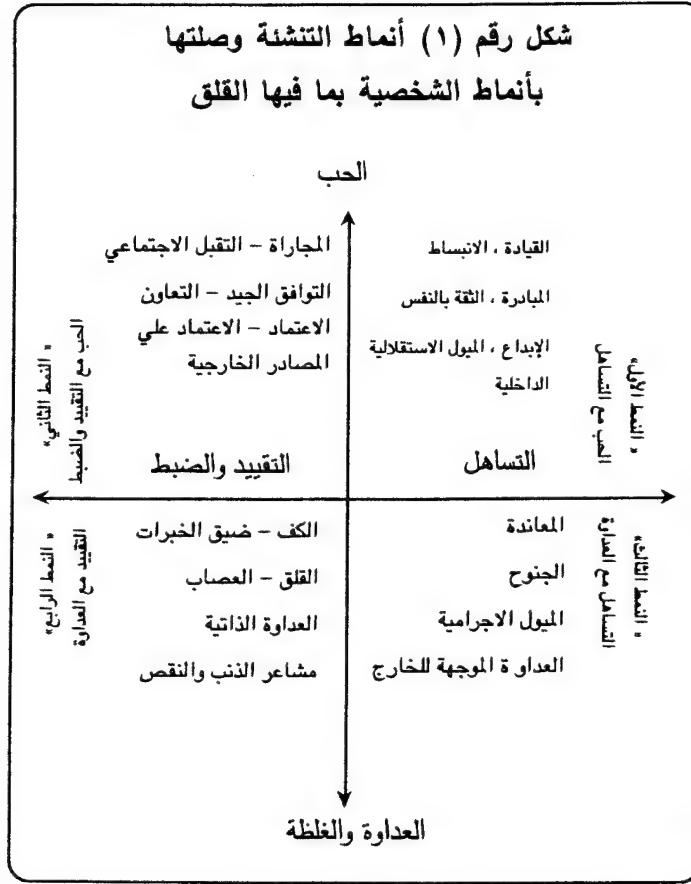 شكل رقم (١) أنماط التنشئة وصلتها
بأنماط الشخصية بما فيها القلق
الحب
القيادة ، الانبساط
المبادرة ، الثقة بالنفس
الإبداع ، الميول الاستقلالية
الداخلية
« النمط الأول»
الحب مع التساهل
المجاراة – التقبل الاجتماعي
التوافق الجيد – التعاون
الاعتماد – الاعتماد علي
المصادر الخارجية
« النمط الثاني»
الحب مع التقييد والضبط
التساهل
التقييد والضبط
المعاندة
الجنوح
الميول الاجرامية
العداو ة الموجهة للخارج
« النمط الثالث»
التساهل مع العداوة
الكف – ضيق الخبرات
القلق – العصاب
العداوة الذاتية
مشاعر الذنب والنقص
« النمط الرابع»
التقييد مع العداوة
العداوة والغلظة